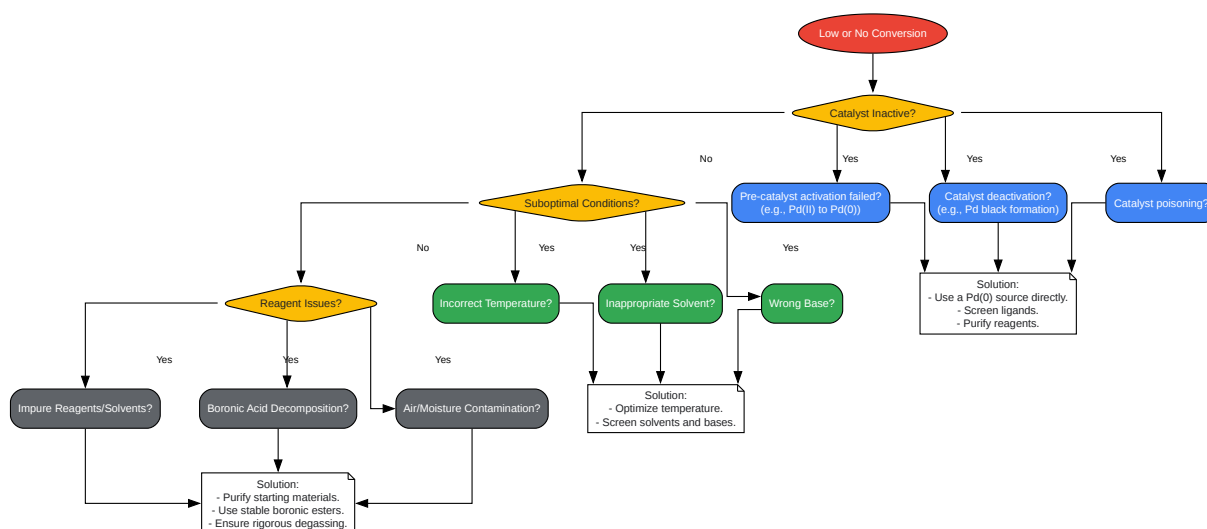 Low or No Conversion
Catalyst Inactive?
No
Yes
Yes
Yes
Suboptimal Conditions?
Pre-catalyst activation failed?
(e.g., Pd(II) to Pd(0))
Catalyst deactivation?
(e.g., Pd black formation)
Catalyst poisoning?
No
Yes
Yes
Yes
Reagent Issues?
Incorrect Temperature?
Inappropriate Solvent?
Wrong Base?
Solution:
- Use a Pd(0) source directly.
- Screen ligands.
- Purify reagents.
Yes
Yes
Yes
Impure Reagents/Solvents?
Boronic Acid Decomposition?
Air/Moisture Contamination?
Solution:
- Optimize temperature.
- Screen solvents and bases.
Solution:
- Purify starting materials.
- Use stable boronic esters.
- Ensure rigorous degassing.